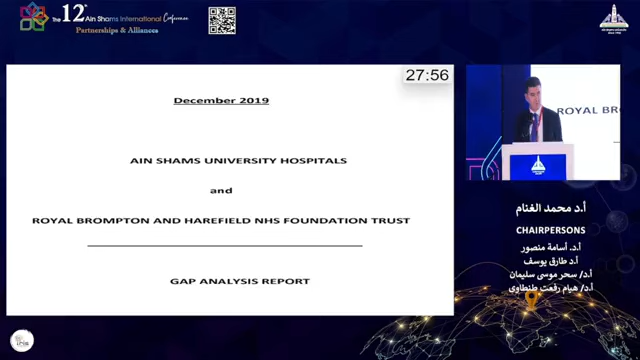 The 12th Ain Shams International Conference
Partnerships & Alliances
27:56
December 2019
AIN SHAMS UNIVERSITY HOSPITALS
and
ROYAL BROMPTON AND HAREFIELD NHS FOUNDATION TRUST
GAP ANALYSIS REPORT
ROYAL BRO
أ.د محمد الغنام
CHAIRPERSONS
أ.د. أسامة منصور
أ.د طارق يوسف
أ.د/ سحر موسى سليمان
أ.د/ هيام رفعت طنطاوى